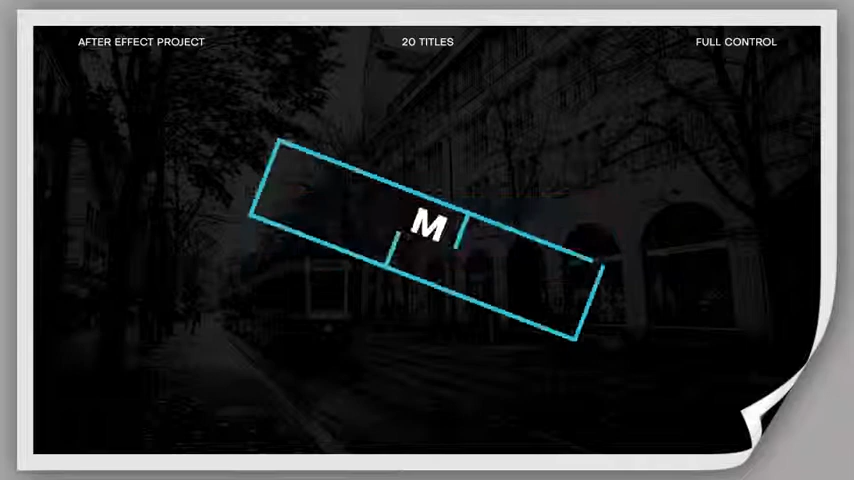 AFTER EFFECT PROJECT
20 TITLES
FULL CONTROL
M